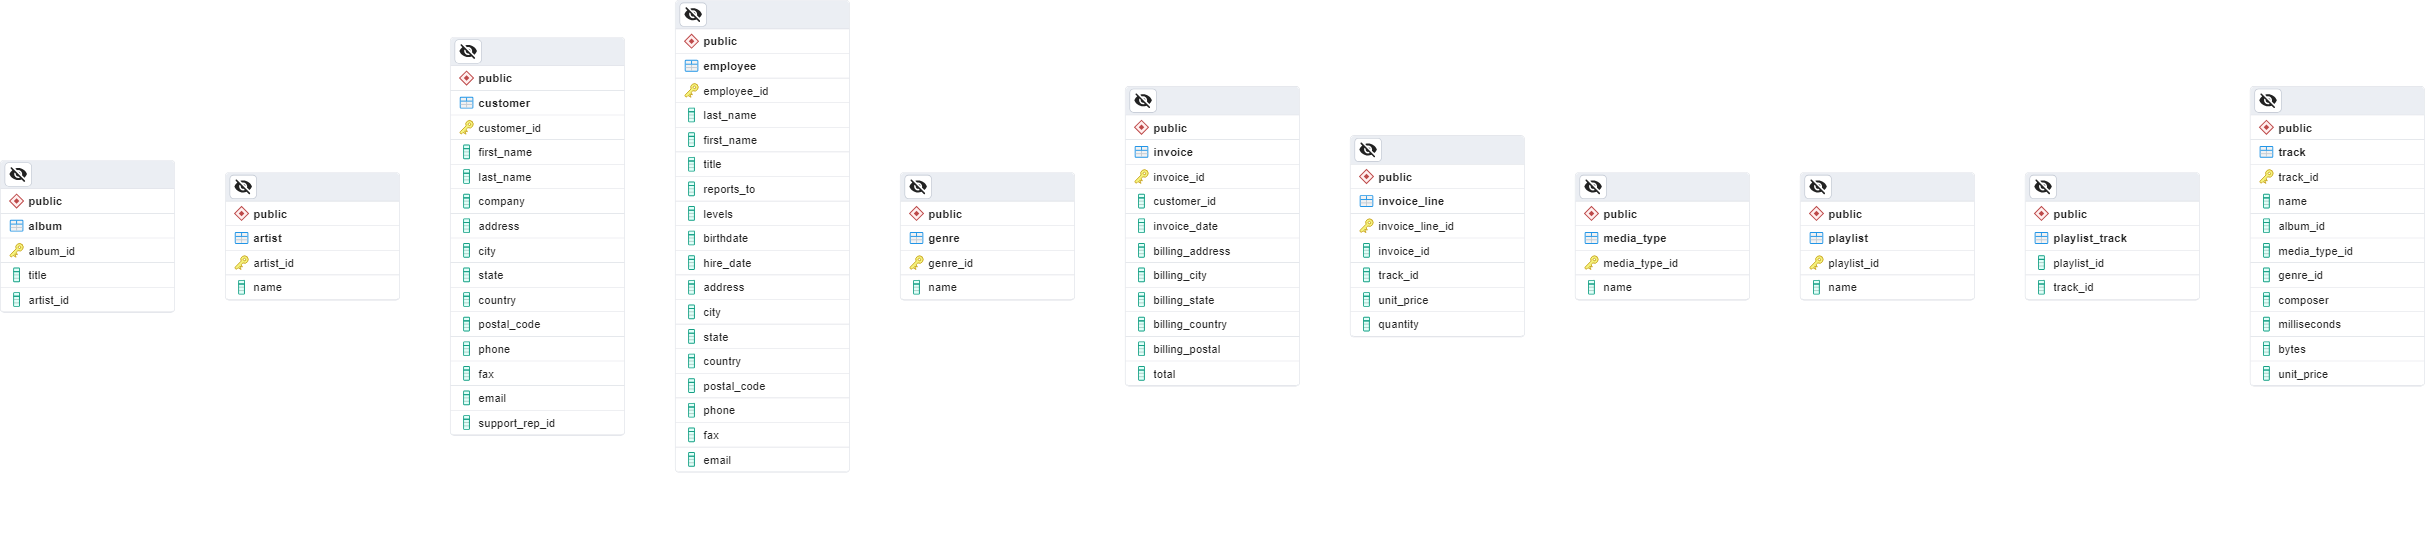 public
album
album_id
title
artist_id
public
artist
artist_id
name
public
customer
customer_id
first_name
last_name
company
address
city
state
country
postal_code
phone
fax
email
support_rep_id
public
employee
employee_id
last_name
first_name
title
reports_to
levels
birthdate
hire_date
address
city
state
country
postal_code
phone
fax
email
public
genre
genre_id
name
public
invoice
invoice_id
customer_id
invoice_date
billing_address
billing_city
billing_state
billing_country
billing_postal
total
public
invoice_line
invoice_line_id
invoice_id
track_id
unit_price
quantity
public
media_type
media_type_id
name
public
playlist
playlist_id
name
public
playlist_track
playlist_id
track_id
public
track
track_id
name
album_id
media_type_id
genre_id
composer
milliseconds
bytes
unit_price